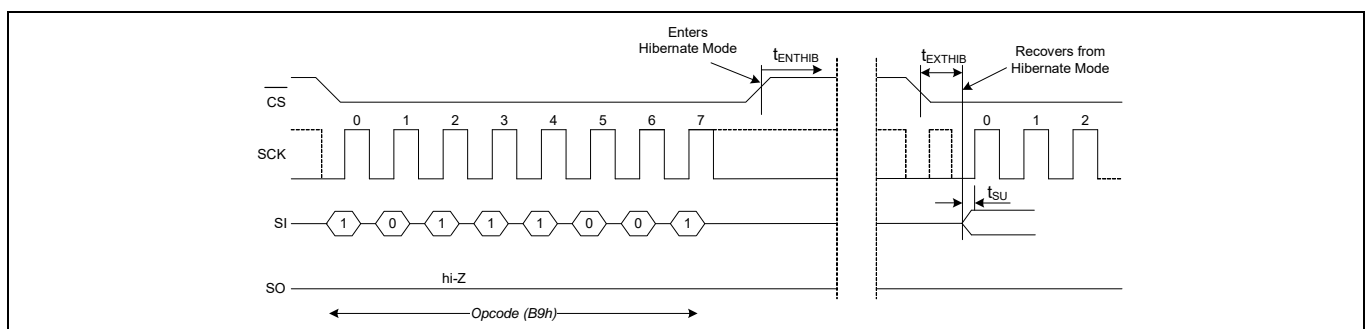 Enters
Hibernate Mode
tENTHIB
tEXTHIB
Recovers from
Hibernate Mode
CS
0 1 2 3 4 5 6 7 0 1 2
SCK
tSU
SI 1 0 1 1 1 0 0 1
hi-Z
SO
Opcode (B9h)